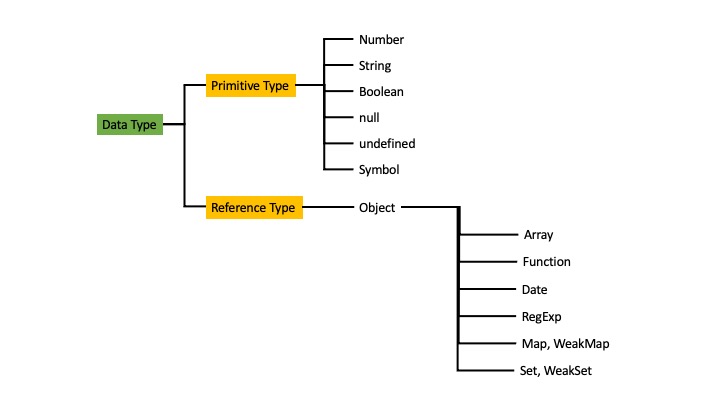 Number
String
Primitive Type
Boolean
null
Data Type
undefined
Symbol
Reference Type
Object
Array
Function
Date
RegExp
Map, WeakMap
Set, WeakSet